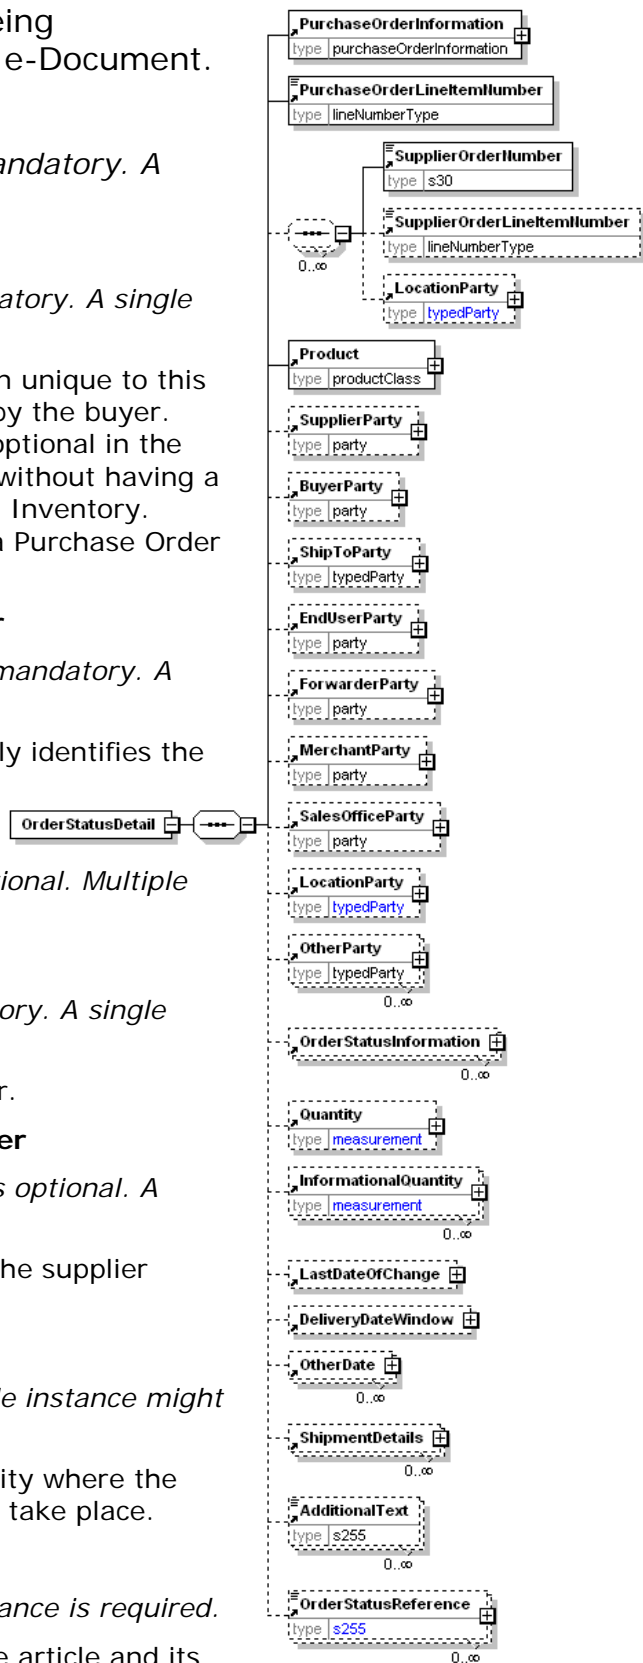 eing
e-Document.
andatory. A
atory. A single
n unique to this
by the buyer.
optional in the
without having a
Inventory.
a Purchase Order
r
mandatory. A
ly identifies the
tional. Multiple
ory. A single
r.
er
s optional. A
he supplier
le instance might
ity where the
take place.
ance is required.
e article and its
OrderStatusDetail
PurchaseOrderInformation
type purchaseOrderInformation
PurchaseOrderLineItemNumber
type lineNumberType
0..∞
SupplierOrderNumber
type s30
SupplierOrderLineItemNumber
type lineNumberType
LocationParty
type typedParty
Product
type productClass
SupplierParty
type party
BuyerParty
type party
ShipToParty
type typedParty
EndUserParty
type party
ForwarderParty
type party
MerchantParty
type party
SalesOfficeParty
type party
LocationParty
type typedParty
OtherParty
type typedParty
0..∞
OrderStatusInformation
0..∞
Quantity
type measurement
InformationalQuantity
type measurement
0..∞
LastDateOfChange
DeliveryDateWindow
OtherDate
0..∞
ShipmentDetails
0..∞
AdditionalText
type s255
0..∞
OrderStatusReference
type s255
0..∞